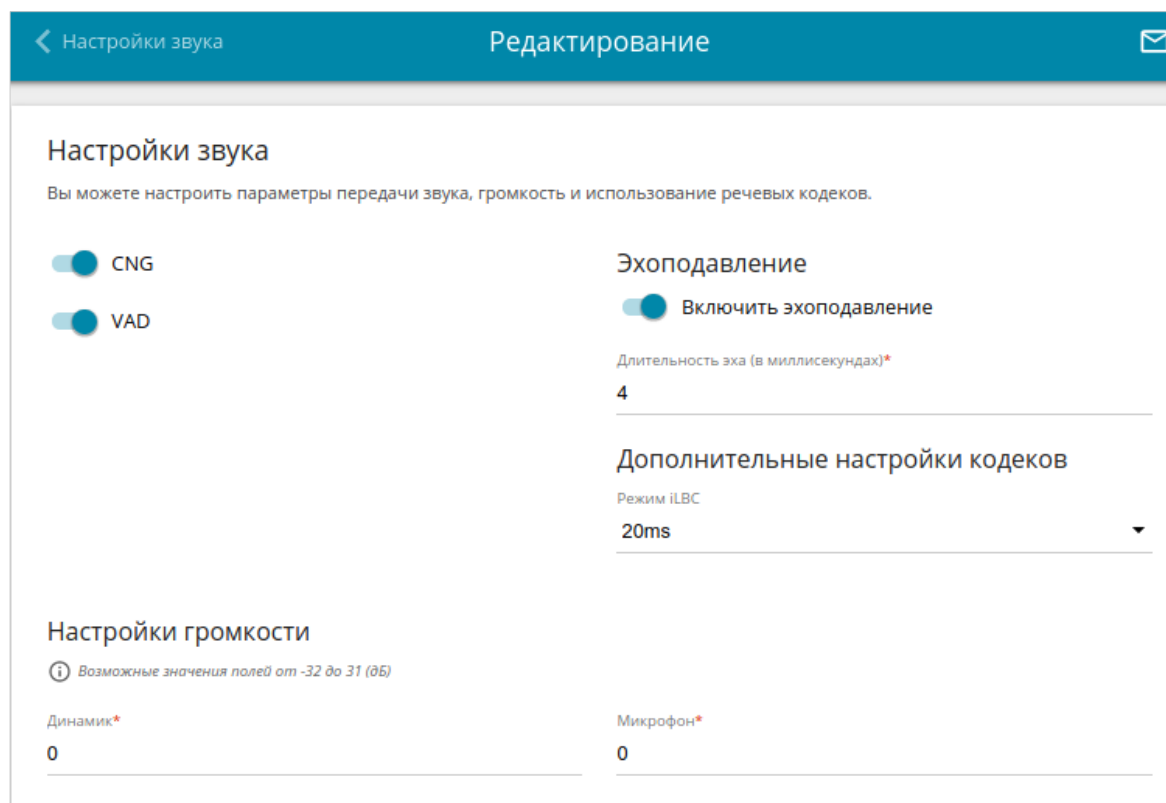 Настройки звука
Редактирование
Настройки звука
Вы можете настроить параметры передачи звука, громкость и использование речевых кодеков.
CNG
VAD
Эхоподавление
Включить эхоподавление
Длительность эха (в миллисекундах)*
4
Дополнительные настройки кодеков
Режим iLBC
20ms
Настройки громкости
Возможные значения полей от -32 до 31 (дБ)
Динамик*
0
Микрофон*
0